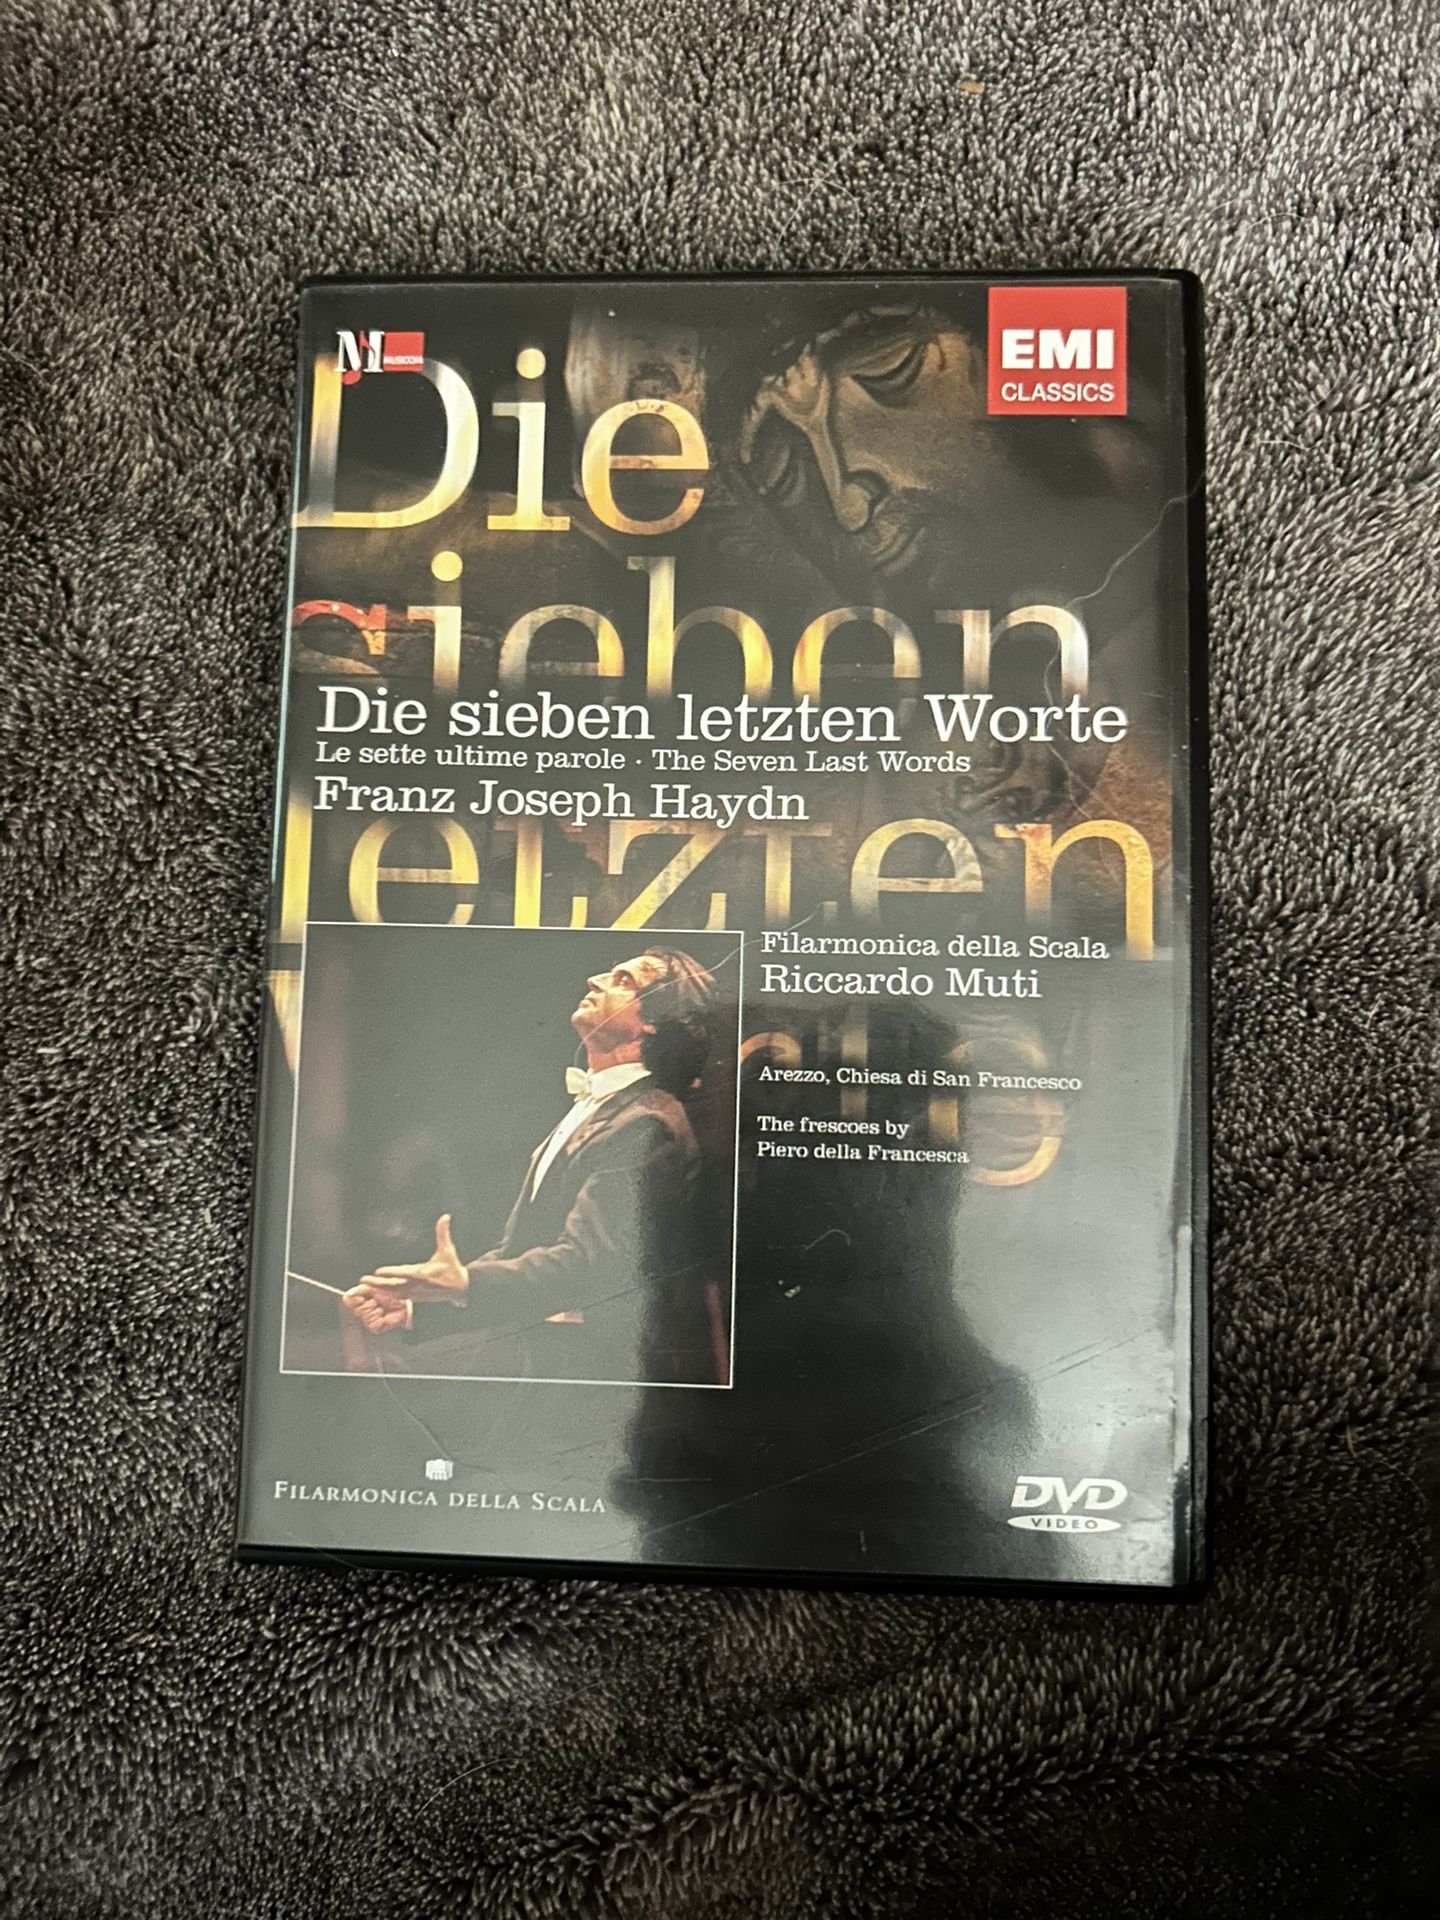 M MUSICOM
EMI
CLASSICS
Die
sieben
letzten
Die sieben letzten Worte
Le sette ultime parole · The Seven Last Words
Franz Joseph Haydn
Filarmonica della Scala
Riccardo Muti
Arezzo, Chiesa di San Francesco
The frescoes by
Piero della Francesca
FILARMONICA DELLA SCALA
DVD
VIDEO